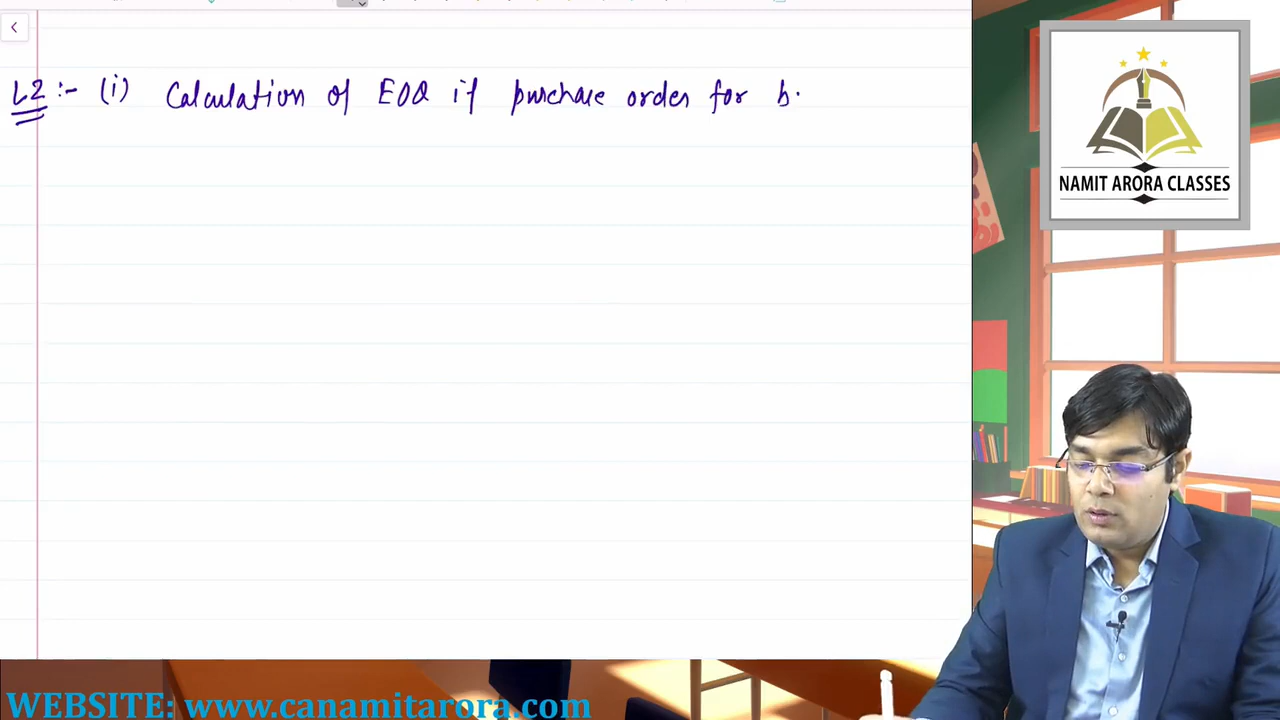 L2 :- (i) Calculation of EOQ if purchase order for b.
NAMIT ARORA CLASSES
WEBSITE: www.canamitarora.com